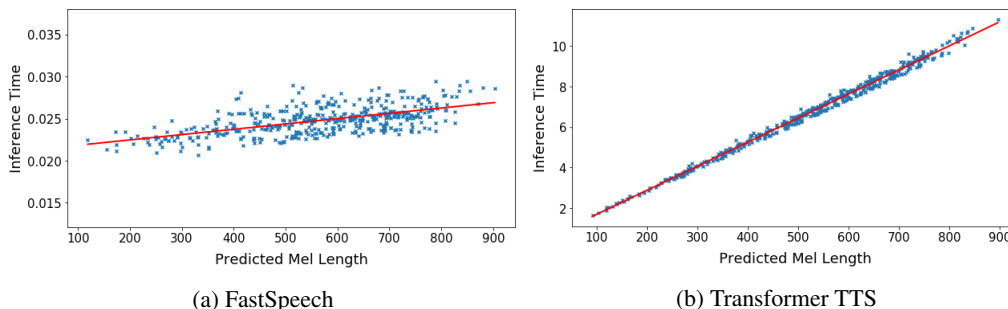 0.035
0.030
0.025
0.020
0.015
Inference Time
100 200 300 400 500 600 700 800 900
Predicted Mel Length
(a) FastSpeech
10
8
6
4
2
Inference Time
100 200 300 400 500 600 700 800 900
Predicted Mel Length
(b) Transformer TTS